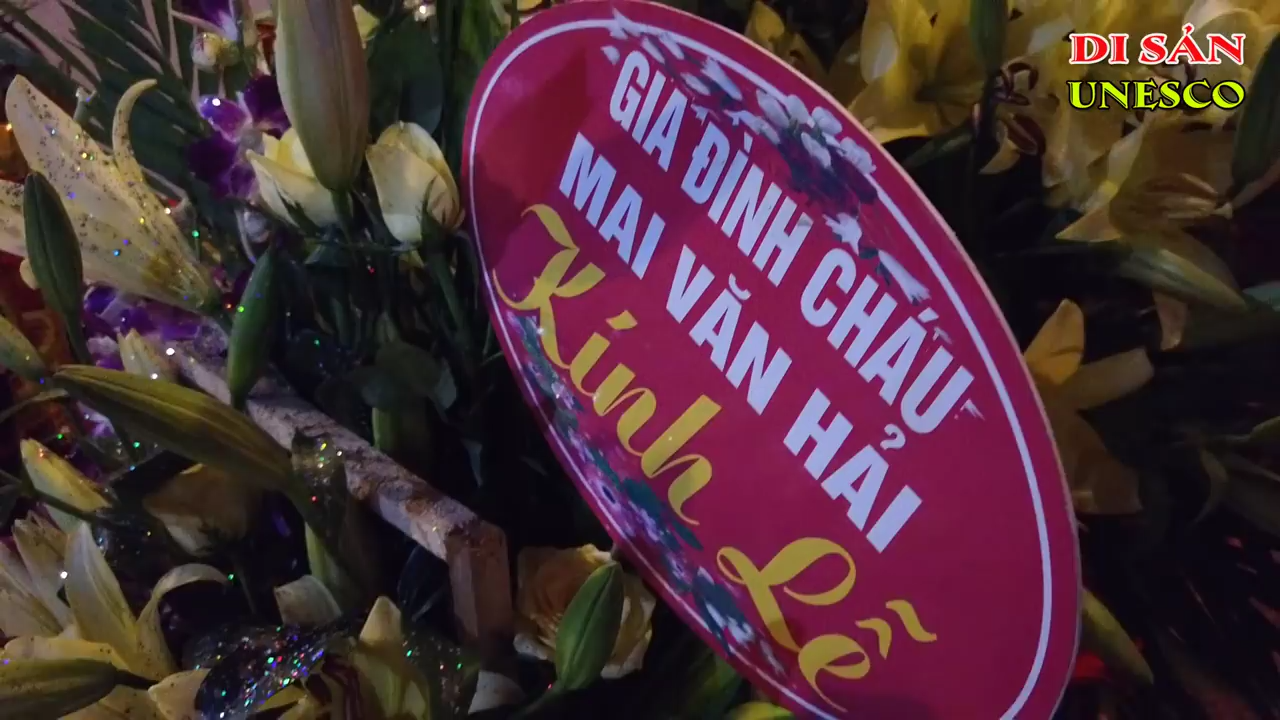 DI SẢN
UNESCO
GIA ĐÌNH CHÁU
MAI VĂN HẢI
Kính Lễ